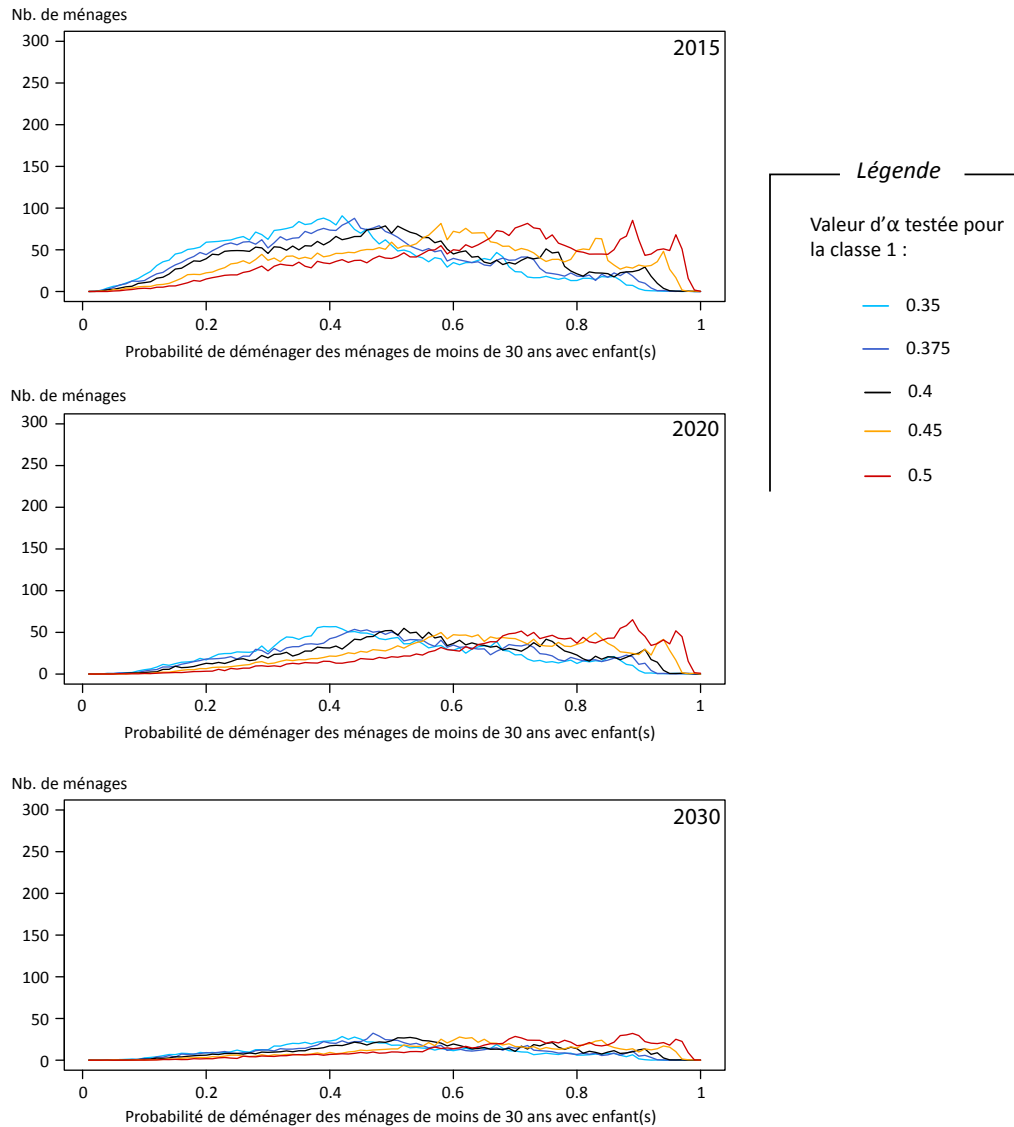 Nb. de ménages
2015
300
250
200
150
100
50
0
0 0.2 0.4 0.6 0.8 1
Probabilité de déménager des ménages de moins de 30 ans avec enfant(s)
Légende
Valeur d'α testée pour
la classe 1 :
0.35
0.375
0.4
0.45
0.5
Nb. de ménages
2020
300
250
200
150
100
50
0
0 0.2 0.4 0.6 0.8 1
Probabilité de déménager des ménages de moins de 30 ans avec enfant(s)
Nb. de ménages
2030
300
250
200
150
100
50
0
0 0.2 0.4 0.6 0.8 1
Probabilité de déménager des ménages de moins de 30 ans avec enfant(s)